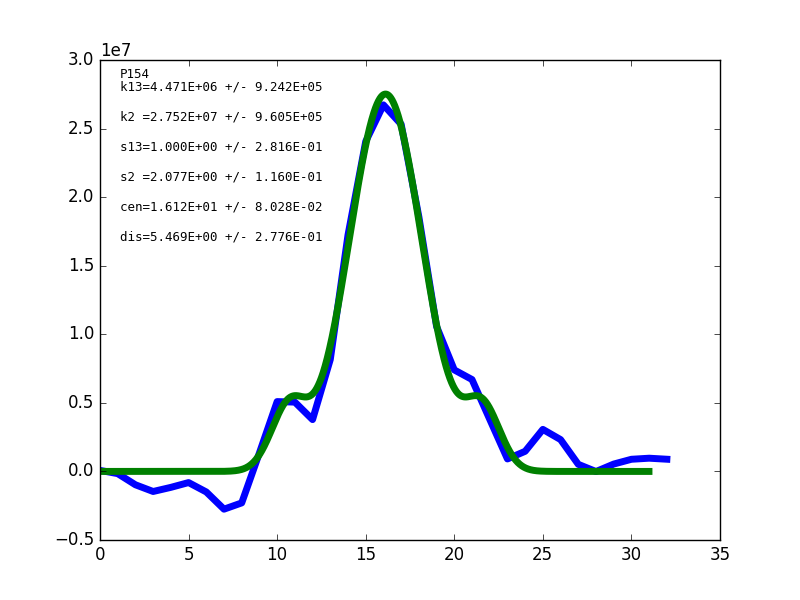 1e7
3.0
P154
k13=4.471E+06 +/- 9.242E+05
k2 =2.752E+07 +/- 9.605E+05
2.5
s13=1.000E+00 +/- 2.816E-01
s2 =2.077E+00 +/- 1.160E-01
2.0
cen=1.612E+01 +/- 8.028E-02
dis=5.469E+00 +/- 2.776E-01
1.5
1.0
0.5
0.0
−0.5
0 5 10 15 20 25 30 35